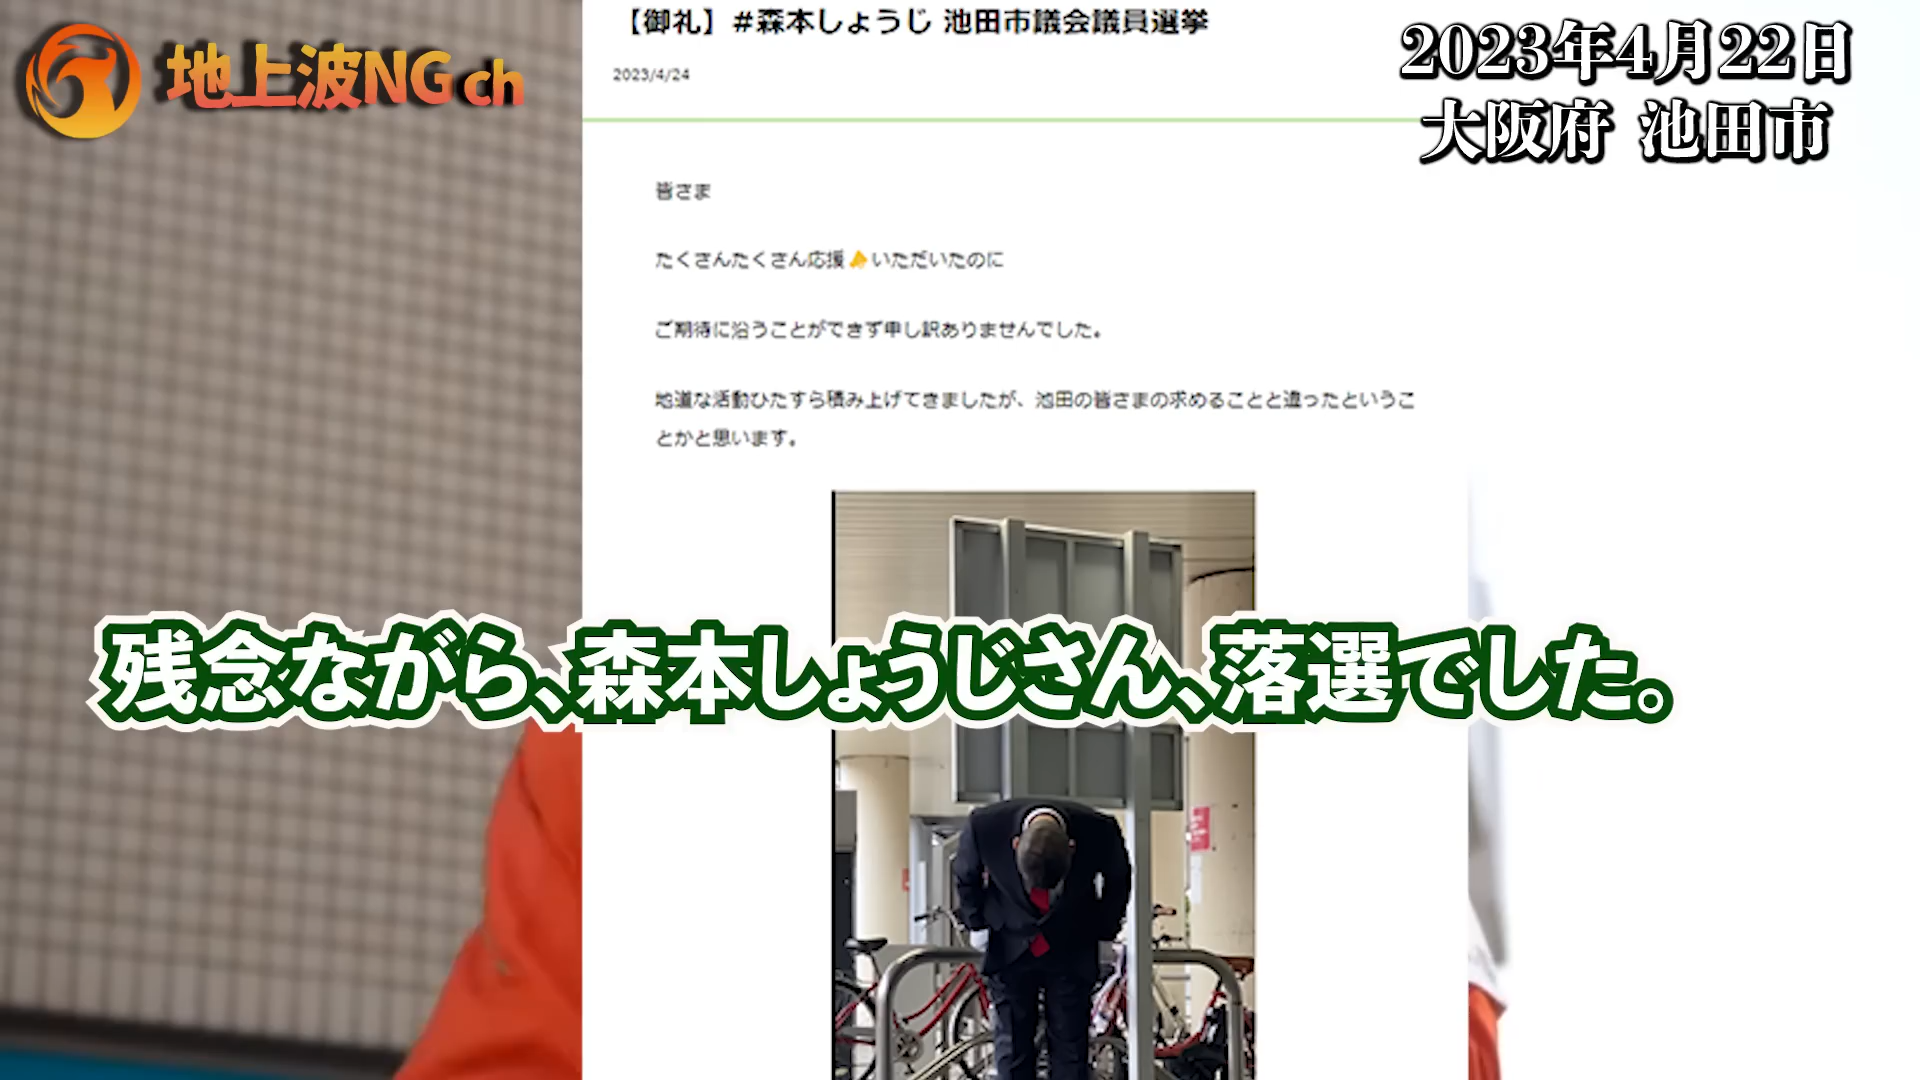 地上波NG ch
【御礼】#森本しょうじ 池田市議会議員選挙
2023/4/24
2023年4月22日
大阪府 池田市
皆さま
たくさんたくさん応援📣いただいたのに
ご期待に沿うことができず申し訳ありませんでした。
地道な活動ひたすら積み上げてきましたが、池田の皆さまの求めることと違ったというこ
とかと思います。
残念ながら、森本しょうじさん、落選でした。